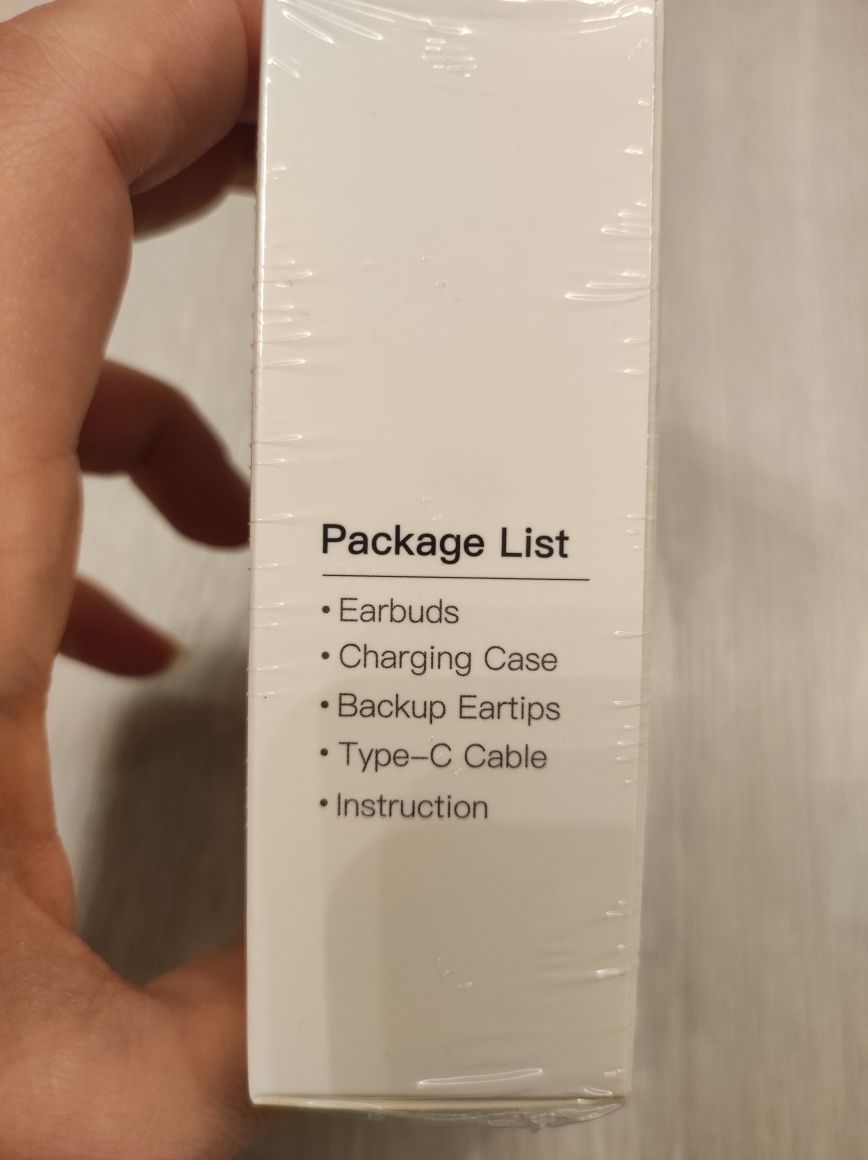 Package List
• Earbuds
• Charging Case
• Backup Eartips
• Type-C Cable
• Instruction